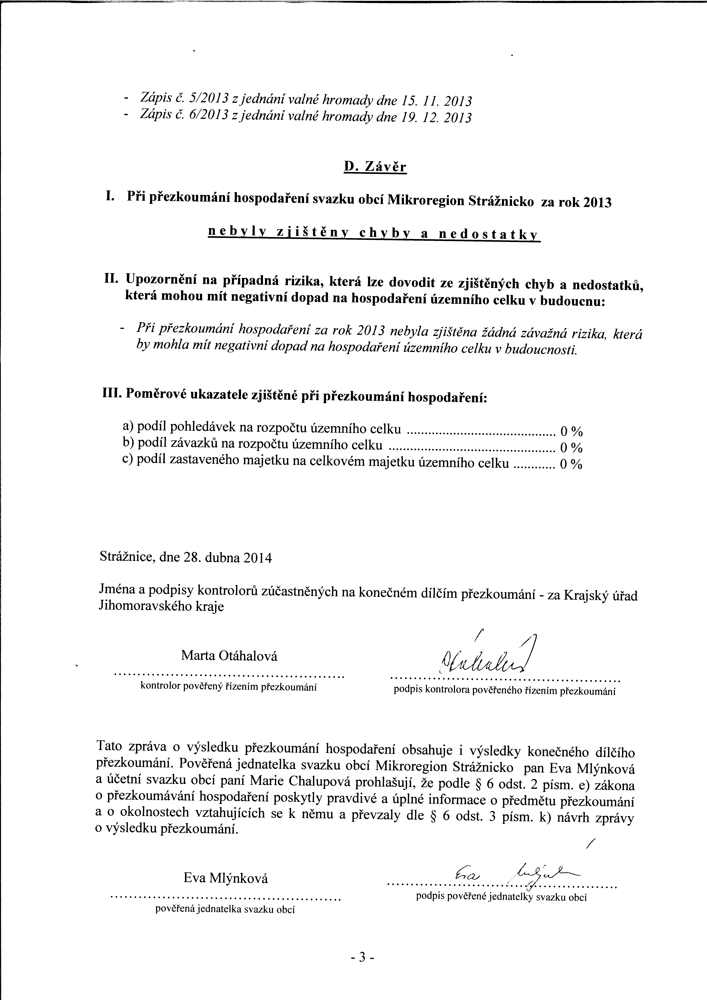 - Zápis č. 5/2013 z jednání valné hromady dne 15. 11. 2013
- Zápis č. 6/2013 z jednání valné hromady dne 19. 12. 2013
D. Závěr
I. Při přezkoumání hospodaření svazku obcí Mikroregion Strážnicko za rok 2013
nebyly zjištěny chyby a nedostatky
II. Upozornění na případná rizika, která lze dovodit ze zjištěných chyb a nedostatků,
která mohou mít negativní dopad na hospodaření územního celku v budoucnu:
- Při přezkoumání hospodaření za rok 2013 nebyla zjištěna žádná závažná rizika, která
by mohla mít negativní dopad na hospodaření územního celku v budoucnosti.
III. Poměrové ukazatele zjištěné při přezkoumání hospodaření:
a) podíl pohledávek na rozpočtu územního celku .......................................... 0 %
b) podíl závazků na rozpočtu územního celku ............................................... 0 %
c) podíl zastaveného majetku na celkovém majetku územního celku ............ 0 %
Strážnice, dne 28. dubna 2014
Jména a podpisy kontrolorů zúčastněných na konečném dílčím přezkoumání - za Krajský úřad
Jihomoravského kraje
Marta Otáhalová
kontrolor pověřený řízením přezkoumání
podpis kontrolora pověřeného řízením přezkoumání
Tato zpráva o výsledku přezkoumání hospodaření obsahuje i výsledky konečného dílčího
přezkoumání. Pověřená jednatelka svazku obcí Mikroregion Strážnicko pan Eva Mlýnková
a účetní svazku obcí paní Marie Chalupová prohlašují, že podle § 6 odst. 2 písm. e) zákona
o přezkoumávání hospodaření poskytly pravdivé a úplné informace o předmětu přezkoumání
a o okolnostech vztahujících se k němu a převzaly dle § 6 odst. 3 písm. k) návrh zprávy
o výsledku přezkoumání.
Eva Mlýnková
Eva
pověřená jednatelka svazku obcí
podpis pověřené jednatelky svazku obcí
- 3 -